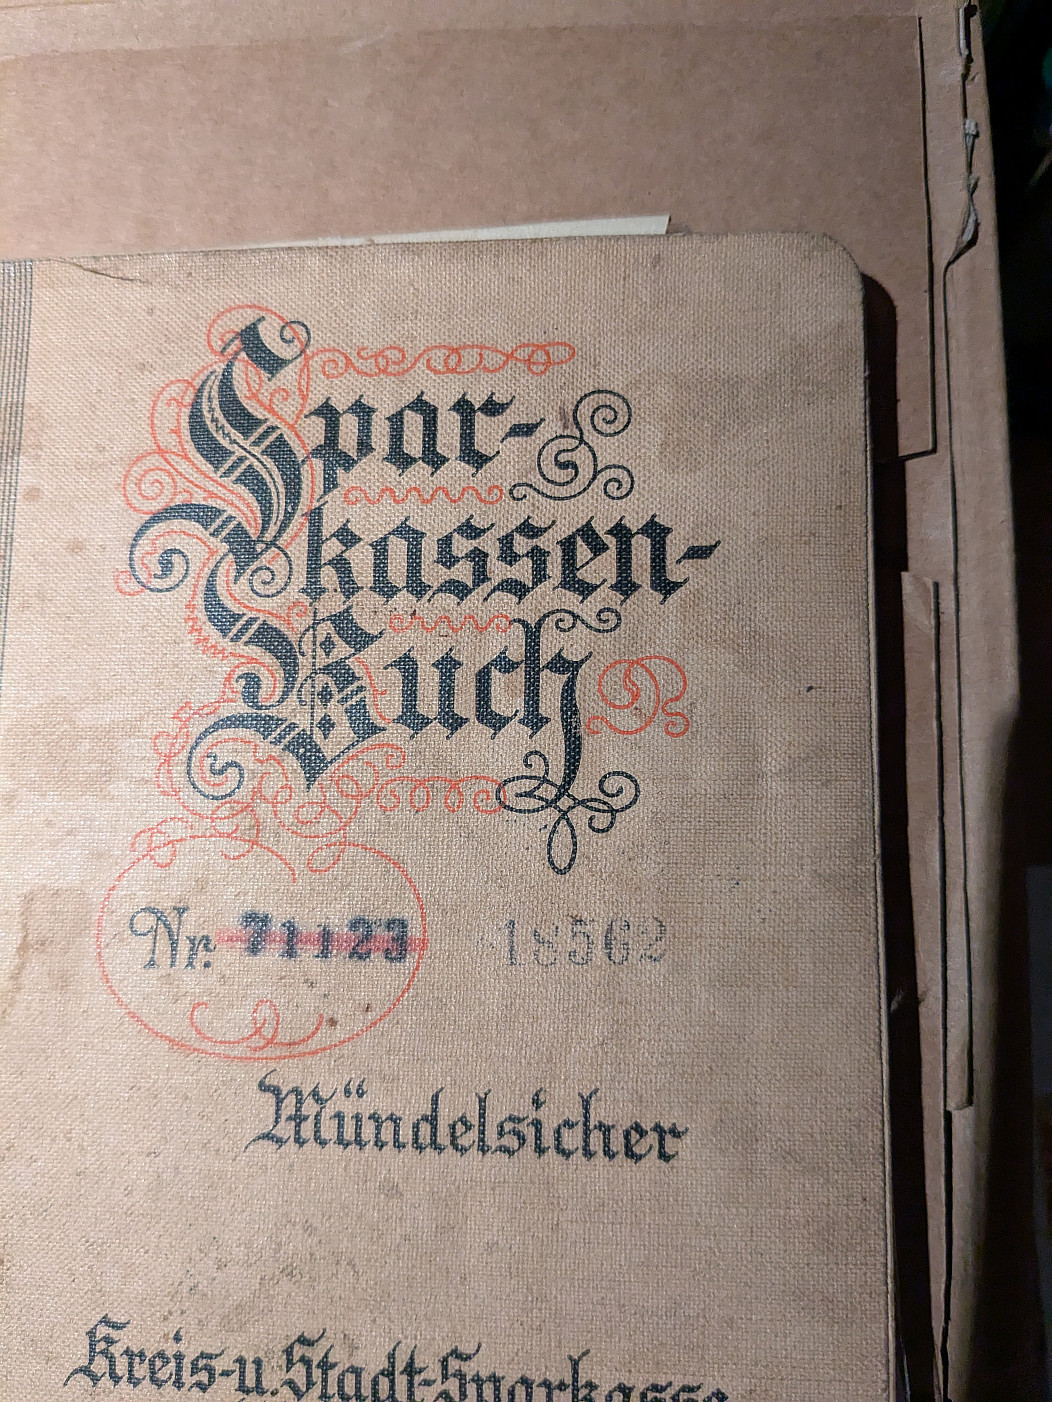 Spar-
kassen-
Buch
Nr. 71123 18562
Mündelsicher
Kreis-u.Stadt-Sparkasse